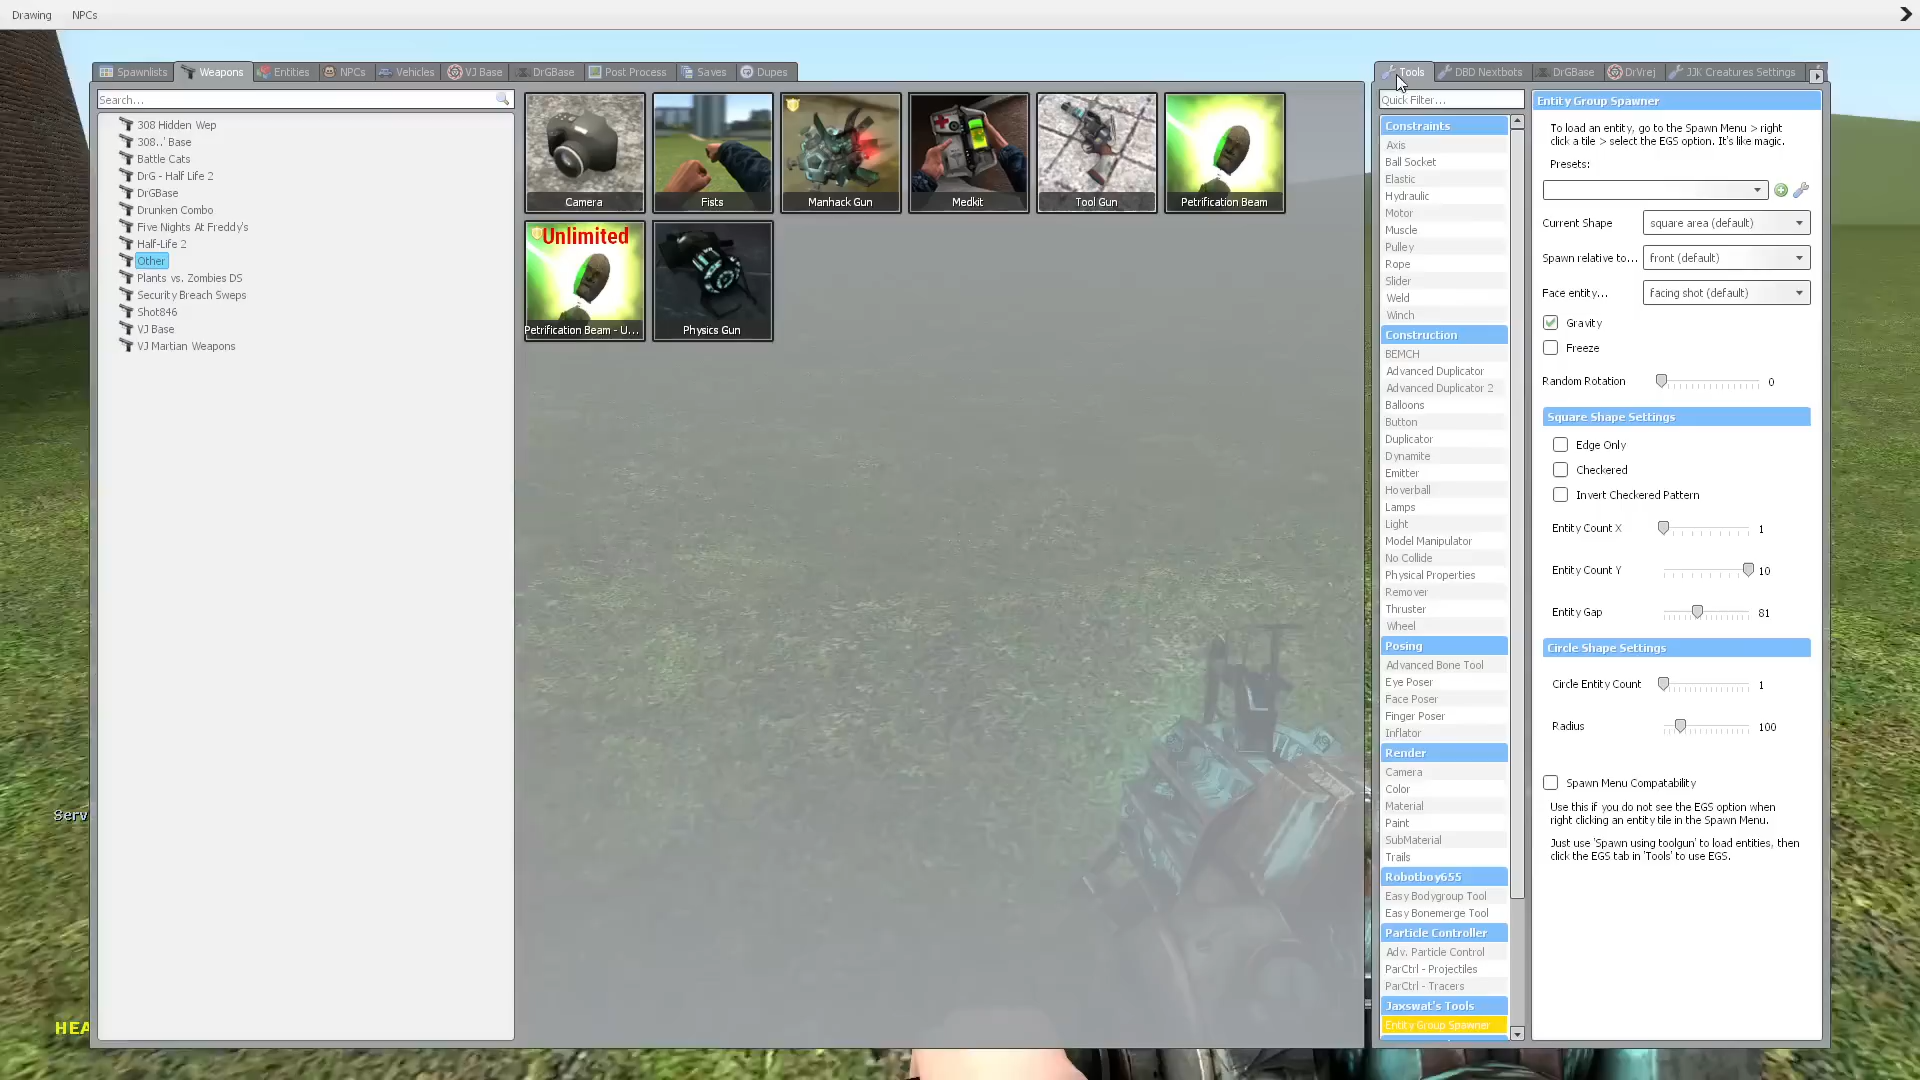 Drawing NPCs
Spawnlists Weapons Entities NPCs Vehicles VJ Base DrGBase Post Process Saves Dupes
Search...
308 Hidden Wep
308..' Base
Battle Cats
DrG - Half Life 2
DrGBase
Drunken Combo
Five Nights At Freddy's
Half-Life 2
Other
Plants vs. Zombies DS
Security Breach Sweps
Shot846
VJ Base
VJ Martian Weapons
Camera Fists Manhack Gun Medkit Tool Gun Petrification Beam
Unlimited
Petrification Beam - U... Physics Gun
Serv
HEA
Tools DBD Nextbots DrGBase DrVrej JJK Creatures Settings
Quick Filter...
Constraints
Axis
Ball Socket
Elastic
Hydraulic
Motor
Muscle
Pulley
Rope
Slider
Weld
Winch
Construction
BEMCH
Advanced Duplicator
Advanced Duplicator 2
Balloons
Button
Duplicator
Dynamite
Emitter
Hoverball
Lamps
Light
Model Manipulator
No Collide
Physical Properties
Remover
Thruster
Wheel
Posing
Advanced Bone Tool
Eye Poser
Face Poser
Finger Poser
Inflator
Render
Camera
Color
Material
Paint
SubMaterial
Trails
Robotboy655
Easy Bodygroup Tool
Easy Bonemerge Tool
Particle Controller
Adv. Particle Control
ParCtrl - Projectiles
ParCtrl - Tracers
Jaxswat's Tools
Entity Group Spawner
Entity Group Spawner
To load an entity, go to the Spawn Menu > right
click a tile > select the EGS option. It's like magic.
Presets:
Current Shape square area (default)
Spawn relative to... front (default)
Face entity... facing shot (default)
Gravity
Freeze
Random Rotation 0
Square Shape Settings
Edge Only
Checkered
Invert Checkered Pattern
Entity Count X 1
Entity Count Y 10
Entity Gap 81
Circle Shape Settings
Circle Entity Count 1
Radius 100
Spawn Menu Compatability
Use this if you do not see the EGS option when
right clicking an entity tile in the Spawn Menu.
Just use 'Spawn using toolgun' to load entities, then
click the EGS tab in 'Tools' to use EGS.